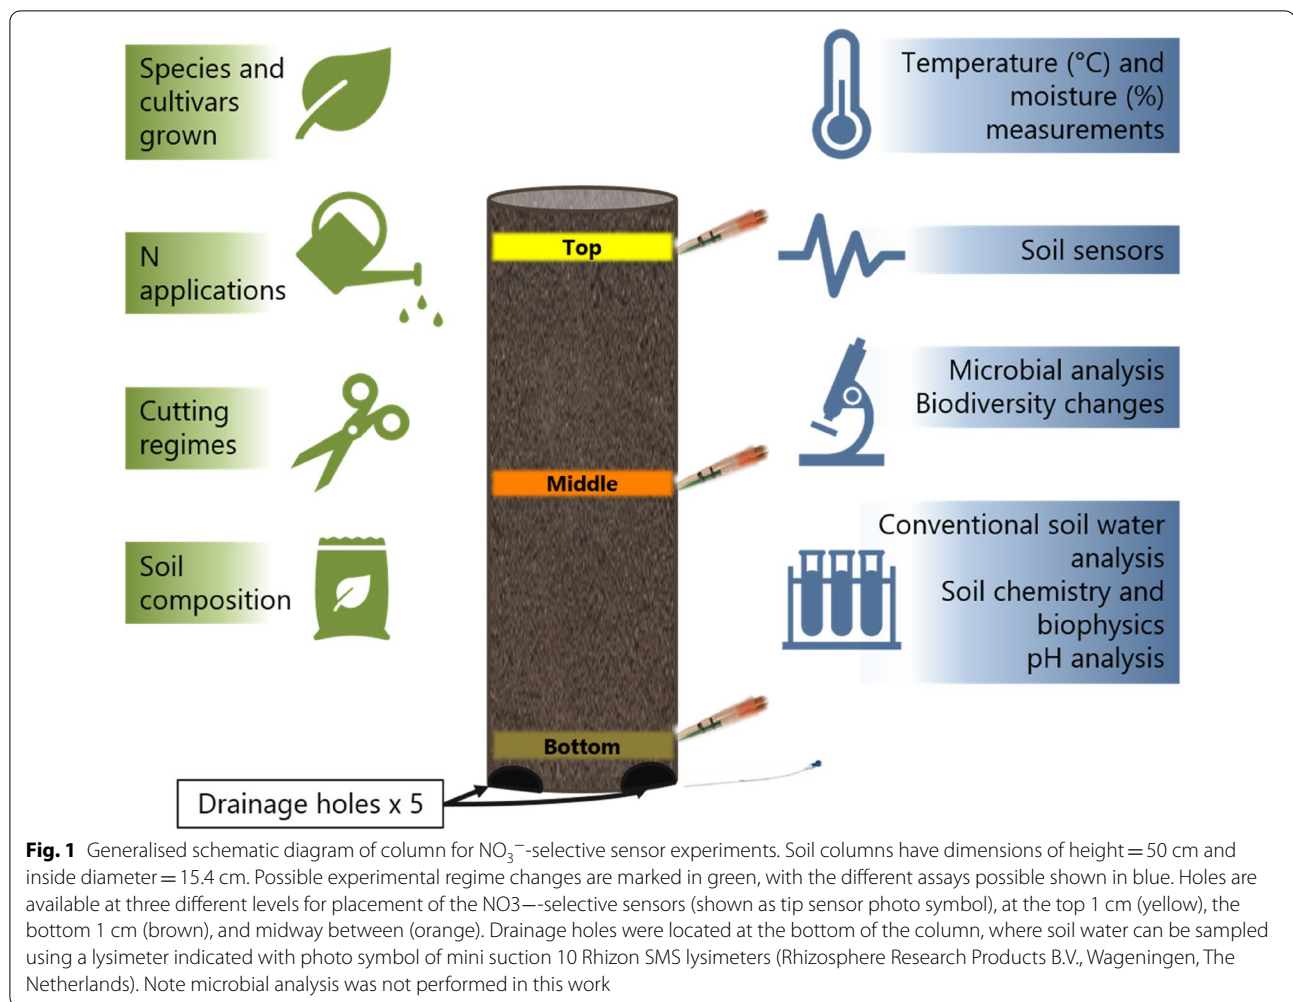 Species and
cultivars
grown
N
applications
Cutting
regimes
Soil
composition
Top
Middle
Bottom
Drainage holes x 5
Temperature (°C) and
moisture (%)
measurements
Soil sensors
Microbial analysis
Biodiversity changes
Conventional soil water
analysis
Soil chemistry and
biophysics
pH analysis
Fig. 1 Generalised schematic diagram of column for NO₃⁻-selective sensor experiments. Soil columns have dimensions of height = 50 cm and
inside diameter = 15.4 cm. Possible experimental regime changes are marked in green, with the different assays possible shown in blue. Holes are
available at three different levels for placement of the NO3—-selective sensors (shown as tip sensor photo symbol), at the top 1 cm (yellow), the
bottom 1 cm (brown), and midway between (orange). Drainage holes were located at the bottom of the column, where soil water can be sampled
using a lysimeter indicated with photo symbol of mini suction 10 Rhizon SMS lysimeters (Rhizosphere Research Products B.V., Wageningen, The
Netherlands). Note microbial analysis was not performed in this work